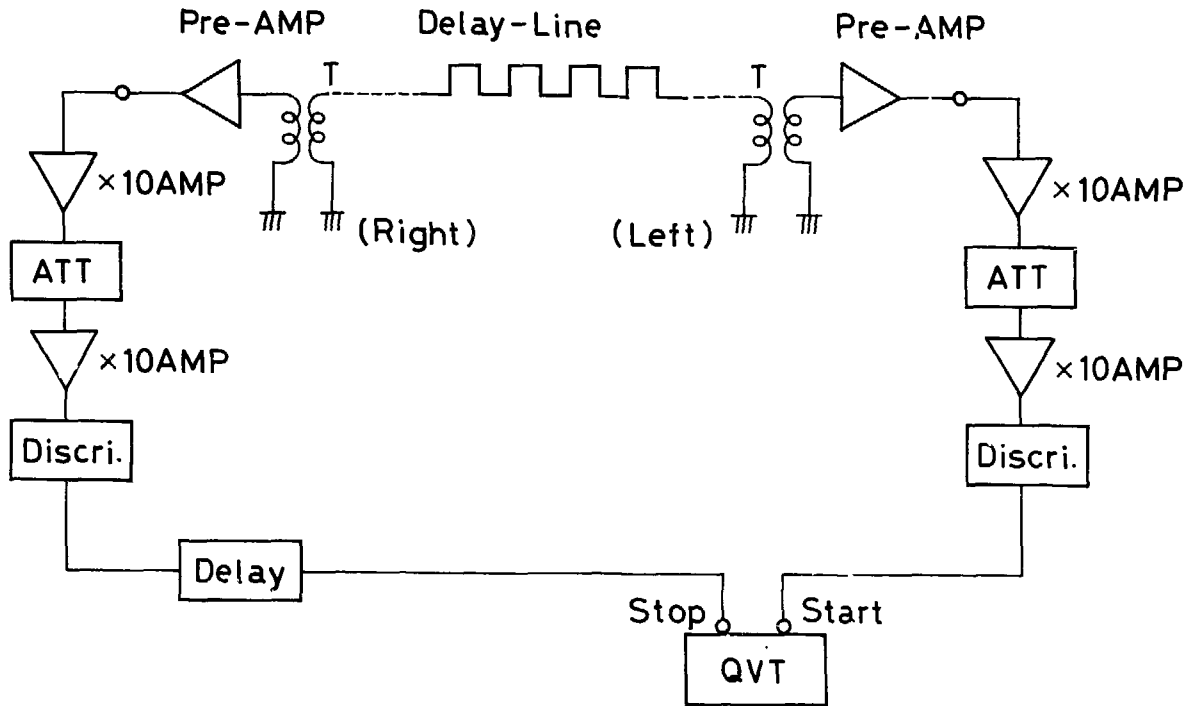 Pre-AMP Delay-Line Pre-AMP
T T
×10AMP ×10AMP
(Right) (Left)
ATT ATT
×10AMP ×10AMP
Discri. Discri.
Delay
Stop Start
QVT